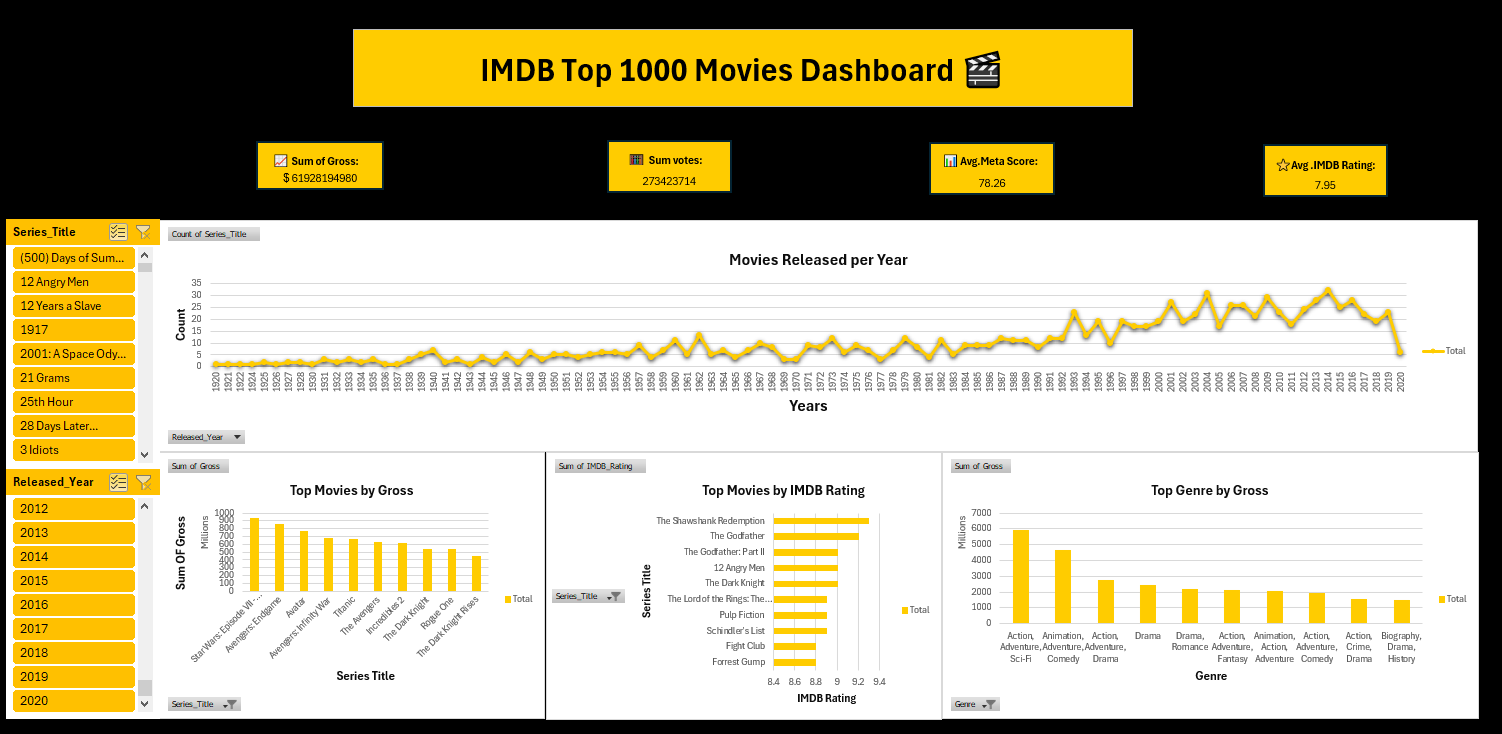 IMDB Top 1000 Movies Dashboard
Sum of Gross:
$ 61928194980
Sum votes:
273423714
Avg.Meta Score:
78.26
Avg .IMDB Rating:
7.95
Series_Title
(500) Days of Sum...
12 Angry Men
12 Years a Slave
1917
2001: A Space Ody...
21 Grams
25th Hour
28 Days Later...
3 Idiots
Released_Year
2012
2013
2014
2015
2016
2017
2018
2019
2020
Count of Series_Title
Movies Released per Year
Count
35
30
25
20
15
10
5
0
1920 1921 1922 1924 1925 1926 1927 1928 1930 1931 1932 1933 1934 1935 1936 1937 1938 1939 1940 1941 1942 1943 1944 1945 1946 1947 1948 1949 1950 1951 1952 1953 1954 1955 1956 1957 1958 1959 1960 1961 1962 1963 1964 1965 1966 1967 1968 1969 1970 1971 1972 1973 1974 1975 1976 1977 1978 1979 1980 1981 1982 1983 1984 1985 1986 1987 1988 1989 1990 1991 1992 1993 1994 1995 1996 1997 1998 1999 2000 2001 2002 2003 2004 2005 2006 2007 2008 2009 2010 2011 2012 2013 2014 2015 2016 2017 2018 2019 2020
Years
Total
Released_Year
Sum of Gross
Top Movies by Gross
Sum OF Gross
Millions
1000
900
800
700
600
500
400
300
200
100
0
Star Wars: Episode VII -...
Avengers: Endgame
Avatar
Avengers: Infinity War
Titanic
The Avengers
Incredibles 2
The Dark Knight
Rogue One
The Dark Knight Rises
Total
Series Title
Series_Title
Sum of IMDB_Rating
Top Movies by IMDB Rating
Series_Title
Series Title
The Shawshank Redemption
The Godfather
The Godfather: Part II
12 Angry Men
The Dark Knight
The Lord of the Rings: The...
Pulp Fiction
Schindler's List
Fight Club
Forrest Gump
8.4 8.6 8.8 9 9.2 9.4
IMDB Rating
Total
Sum of Gross
Top Genre by Gross
Millions
7000
6000
5000
4000
3000
2000
1000
0
Action,
Adventure,
Sci-Fi
Animation,
Adventure,
Comedy
Action,
Adventure,
Drama
Drama
Drama,
Romance
Action,
Adventure,
Fantasy
Animation,
Action,
Adventure
Action,
Adventure,
Comedy
Action,
Crime,
Drama
Biography,
Drama,
History
Genre
Total
Genre